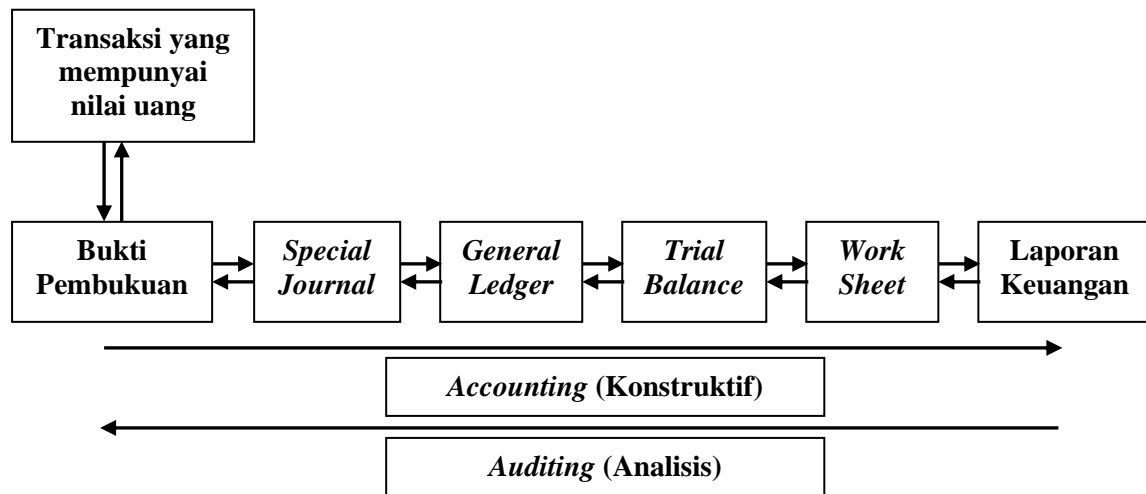 Transaksi yang
mempunyai
nilai uang
Bukti
Pembukuan
Special
Journal
General
Ledger
Trial
Balance
Work
Sheet
Laporan
Keuangan
Accounting (Konstruktif)
Auditing (Analisis)